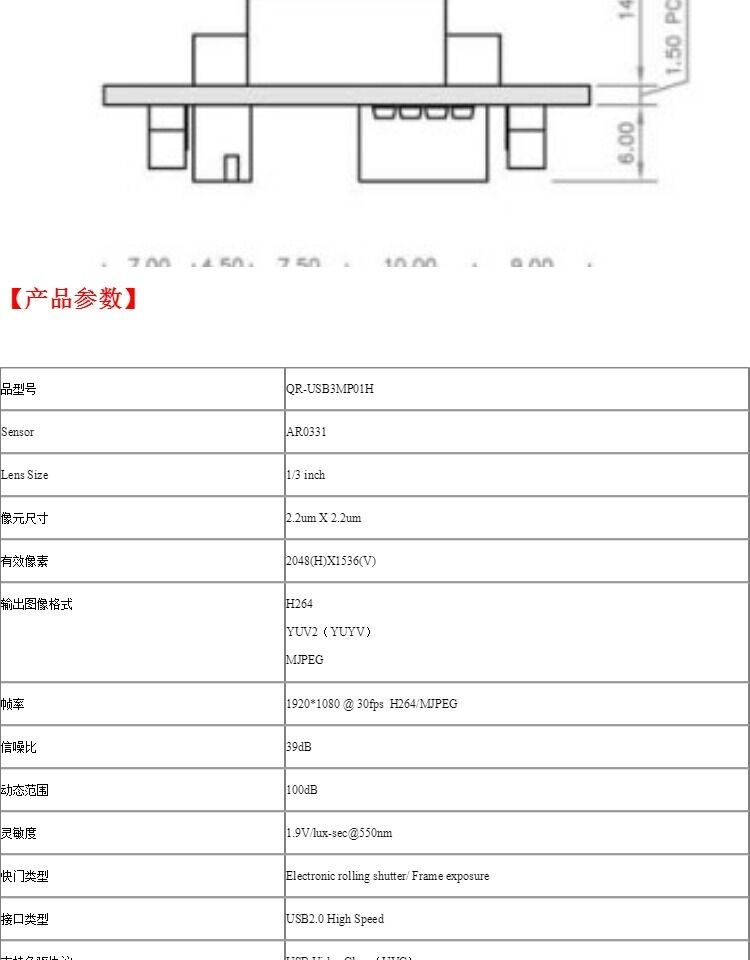 14
1.50 PC
6.00
7.00 4.50 7.50 10.00 9.00
【产品参数】
品型号 QR-USB3MP01H
Sensor AR0331
Lens Size 1/3 inch
像元尺寸 2.2um X 2.2um
有效像素 2048(H)X1536(V)
输出图像格式 H264
YUV2（YUYV）
MJPEG
帧率 1920*1080 @ 30fps  H264/MJPEG
信噪比 39dB
动态范围 100dB
灵敏度 1.9V/lux-sec@550nm
快门类型 Electronic rolling shutter/ Frame exposure
接口类型 USB2.0 High Speed